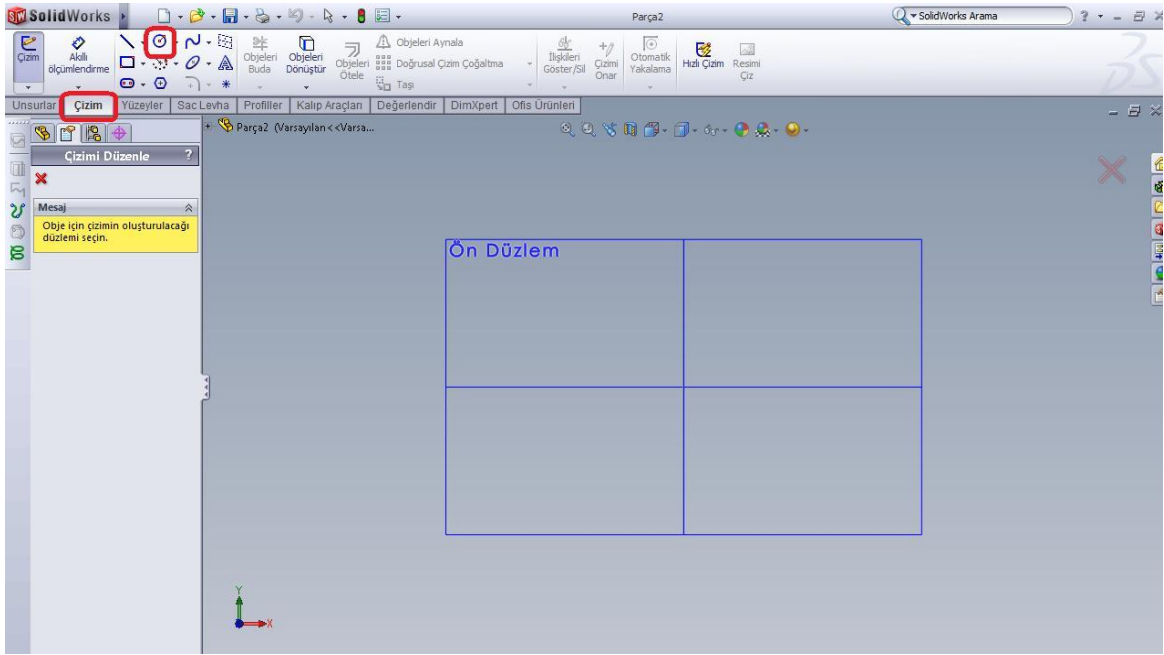 SolidWorks
Parça2
SolidWorks Arama
?
Çizim
Akıllı
ölçümlendirme
Objeleri
Buda
Objeleri
Dönüştür
Objeleri
Ötele
Objeleri Aynala
Doğrusal Çizim Çoğaltma
Taşı
İlişkileri
Göster/Sil
Çizimi
Onar
Otomatik
Yakalama
Hızlı Çizim
Resimi
Çiz
Unsurlar Çizim Yüzeyler Sac Levha Profiller Kalıp Araçları Değerlendir DimXpert Ofis Ürünleri
Parça2 (Varsayılan<<Varsa...
Çizimi Düzenle ?
Mesaj
Obje için çizimin oluşturulacağı
düzlemi seçin.
Ön Düzlem
Y
X